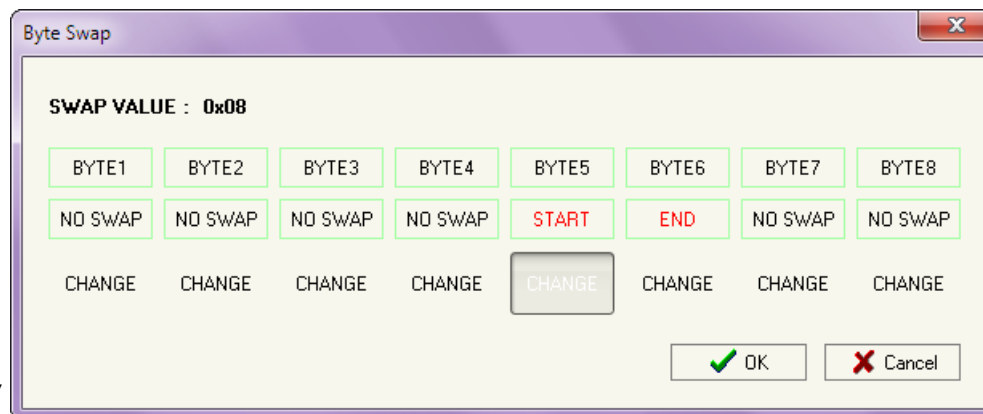 Byte Swap
SWAP VALUE : 0x08
BYTE1 BYTE2 BYTE3 BYTE4 BYTE5 BYTE6 BYTE7 BYTE8
NO SWAP NO SWAP NO SWAP NO SWAP START END NO SWAP NO SWAP
CHANGE CHANGE CHANGE CHANGE CHANGE CHANGE CHANGE CHANGE
OK Cancel